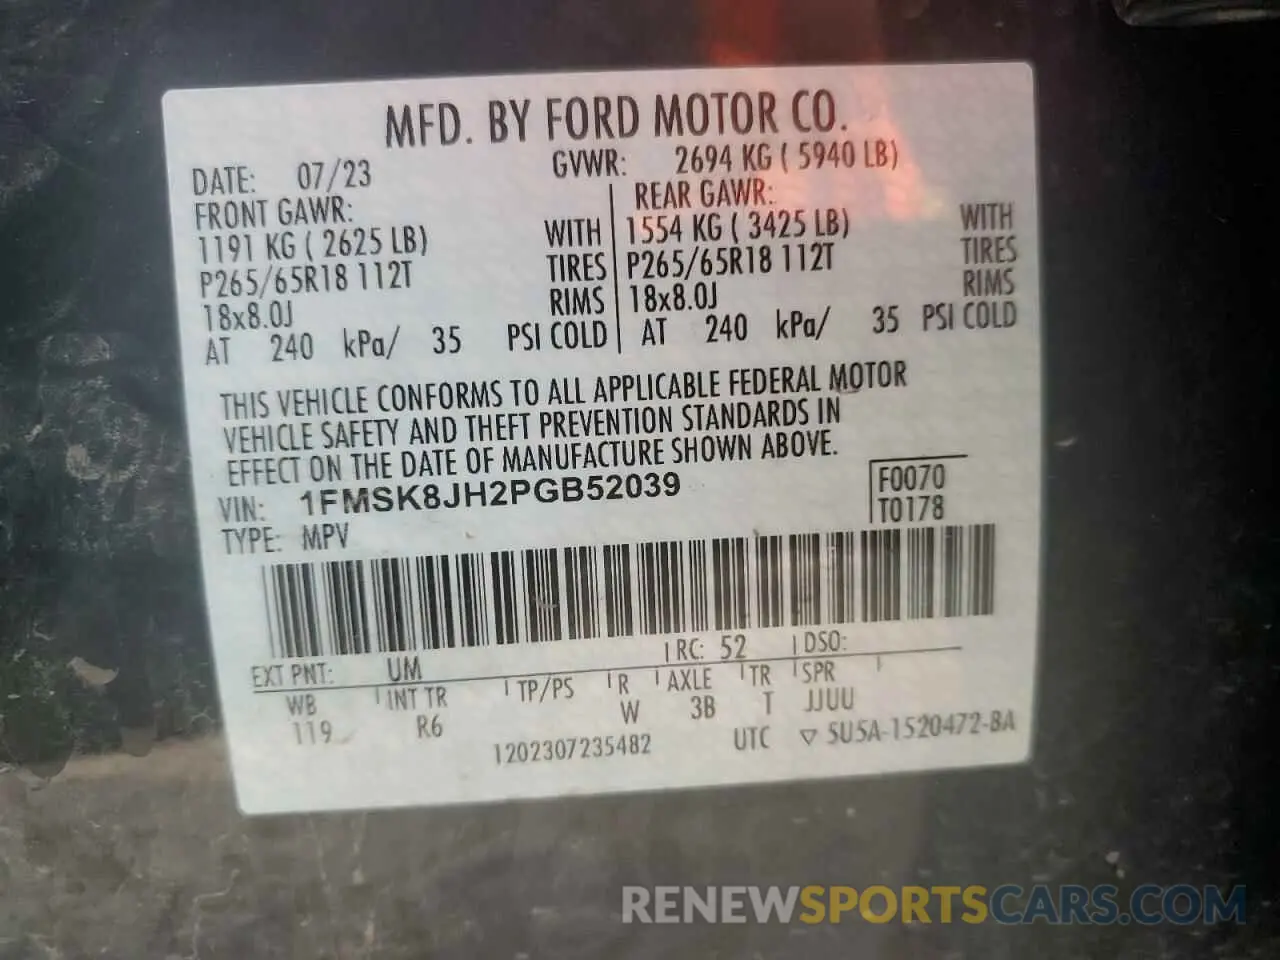 MFD. BY FORD MOTOR CO.
DATE: 07/23 GVWR: 2694 KG ( 5940 LB)
FRONT GAWR: REAR GAWR:
1191 KG ( 2625 LB) WITH 1554 KG ( 3425 LB) WITH
P265/65R18 112T TIRES P265/65R18 112T TIRES
18x8.0J RIMS 18x8.0J RIMS
AT 240 kPa/ 35 PSI COLD AT 240 kPa/ 35 PSI COLD
THIS VEHICLE CONFORMS TO ALL APPLICABLE FEDERAL MOTOR
VEHICLE SAFETY AND THEFT PREVENTION STANDARDS IN
EFFECT ON THE DATE OF MANUFACTURE SHOWN ABOVE.
VIN: 1FMSK8JH2PGB52039 F0070
TYPE: MPV T0178
EXT PNT: UM RC: 52 DSO:
WB INT TR TP/PS R AXLE TR SPR
119 R6 W 3B T JJUU
1202307235482 UTC ▽ 5U5A-1520472-BA
RENEWSPORTSCARS.COM